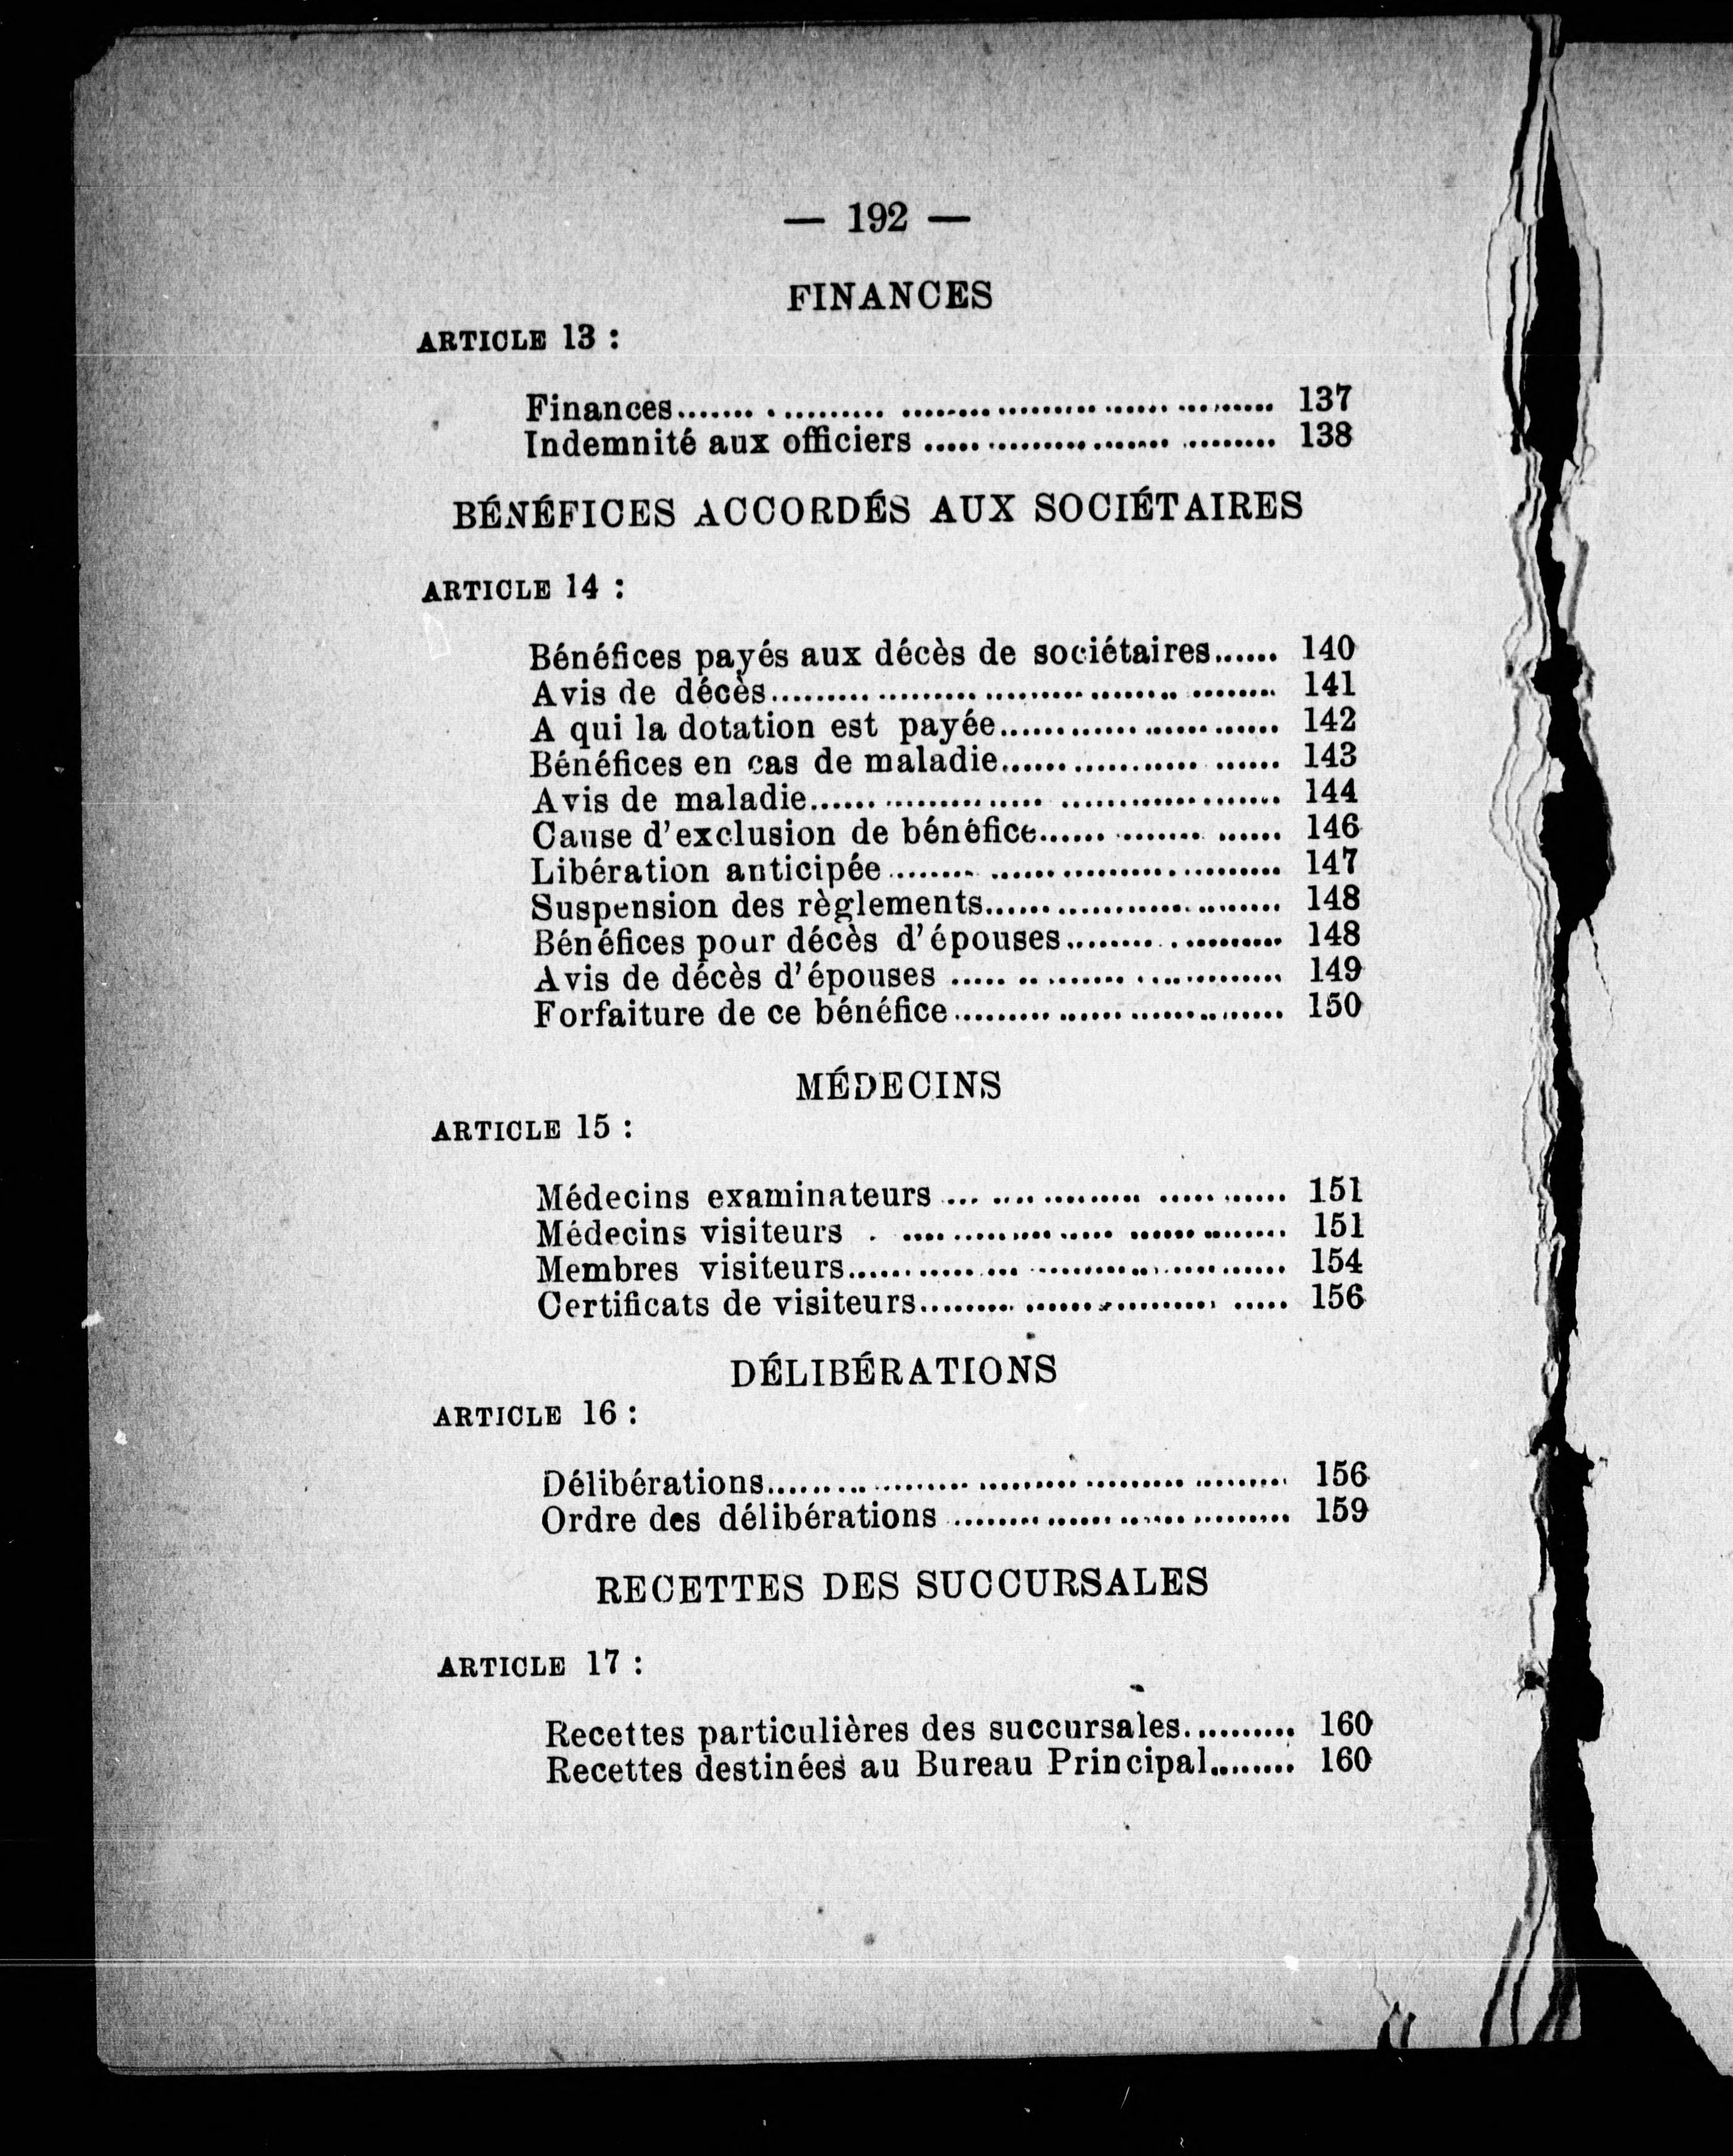 — 192 —
FINANCES
ARTICLE 13 :
Finances........................................................ 137
Indemnité aux officiers ................................. 138
BÉNÉFICES ACCORDÉS AUX SOCIÉTAIRES
ARTICLE 14 :
Bénéfices payés aux décès de sociétaires...... 140
Avis de décès............................................... 141
A qui la dotation est payée.......................... 142
Bénéfices en cas de maladie......................... 143
Avis de maladie........................................... 144
Cause d'exclusion de bénéfice...................... 146
Libération anticipée..................................... 147
Suspension des règlements........................... 148
Bénéfices pour décès d'épouses.................... 148
Avis de décès d'épouses .............................. 149
Forfaiture de ce bénéfice.............................. 150
MÉDECINS
ARTICLE 15 :
Médecins examinateurs ............................... 151
Médecins visiteurs . .................................... 151
Membres visiteurs........................................ 154
Certificats de visiteurs.................................. 156
DÉLIBÉRATIONS
ARTICLE 16 :
Délibérations................................................ 156
Ordre des délibérations ............................... 159
RECETTES DES SUCCURSALES
ARTICLE 17 :
Recettes particulières des succursales.......... 160
Recettes destinées au Bureau Principal........ 160